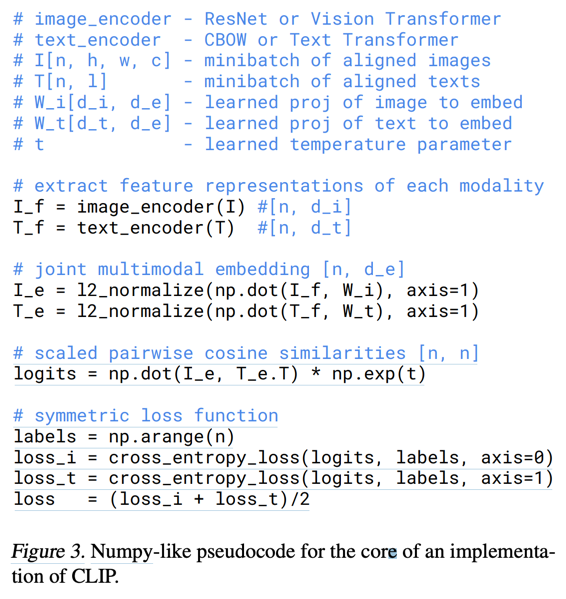 # image_encoder - ResNet or Vision Transformer
# text_encoder  - CBOW or Text Transformer
# I[n, h, w, c] - minibatch of aligned images
# T[n, l]       - minibatch of aligned texts
# W_i[d_i, d_e] - learned proj of image to embed
# W_t[d_t, d_e] - learned proj of text to embed
# t             - learned temperature parameter
# extract feature representations of each modality
I_f = image_encoder(I) #[n, d_i]
T_f = text_encoder(T)  #[n, d_t]
# joint multimodal embedding [n, d_e]
I_e = l2_normalize(np.dot(I_f, W_i), axis=1)
T_e = l2_normalize(np.dot(T_f, W_t), axis=1)
# scaled pairwise cosine similarities [n, n]
logits = np.dot(I_e, T_e.T) * np.exp(t)
# symmetric loss function
labels = np.arange(n)
loss_i = cross_entropy_loss(logits, labels, axis=0)
loss_t = cross_entropy_loss(logits, labels, axis=1)
loss   = (loss_i + loss_t)/2
Figure 3. Numpy-like pseudocode for the core of an implementa-
tion of CLIP.